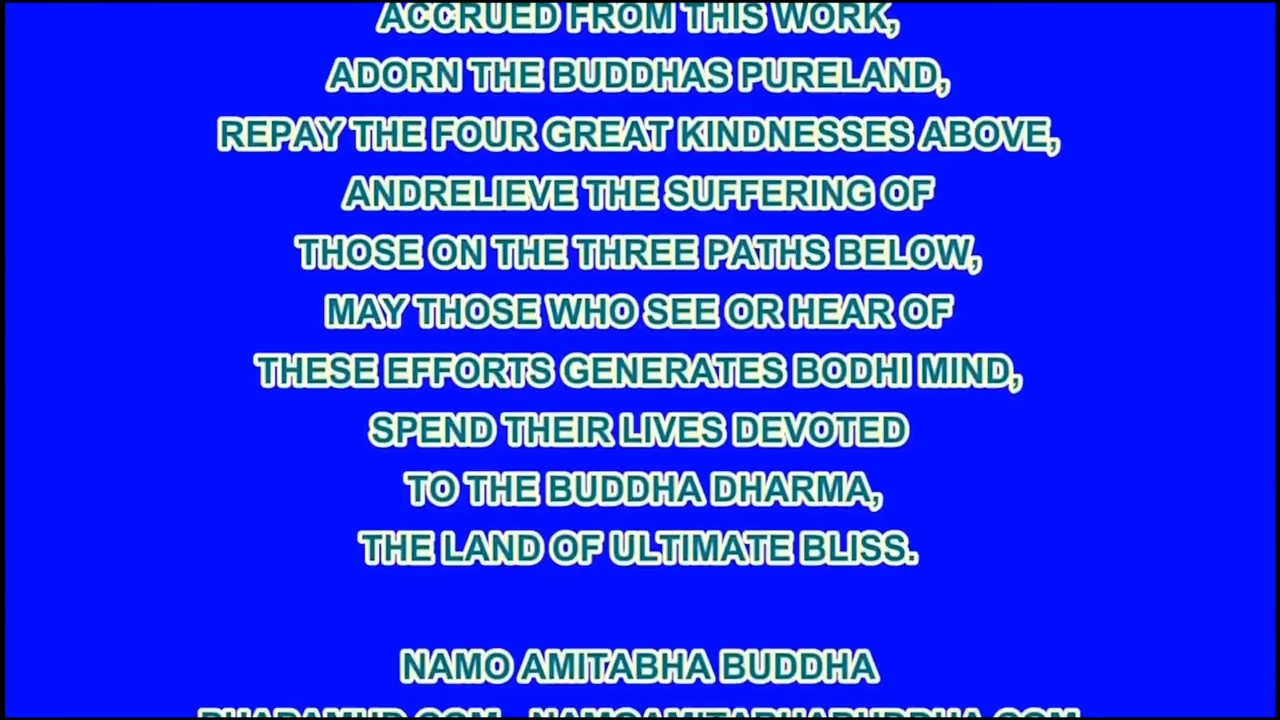 ACCRUED FROM THIS WORK,
ADORN THE BUDDHAS PURELAND,
REPAY THE FOUR GREAT KINDNESSES ABOVE,
ANDRELIEVE THE SUFFERING OF
THOSE ON THE THREE PATHS BELOW,
MAY THOSE WHO SEE OR HEAR OF
THESE EFFORTS GENERATES BODHI MIND,
SPEND THEIR LIVES DEVOTED
TO THE BUDDHA DHARMA,
THE LAND OF ULTIMATE BLISS.
NAMO AMITABHA BUDDHA